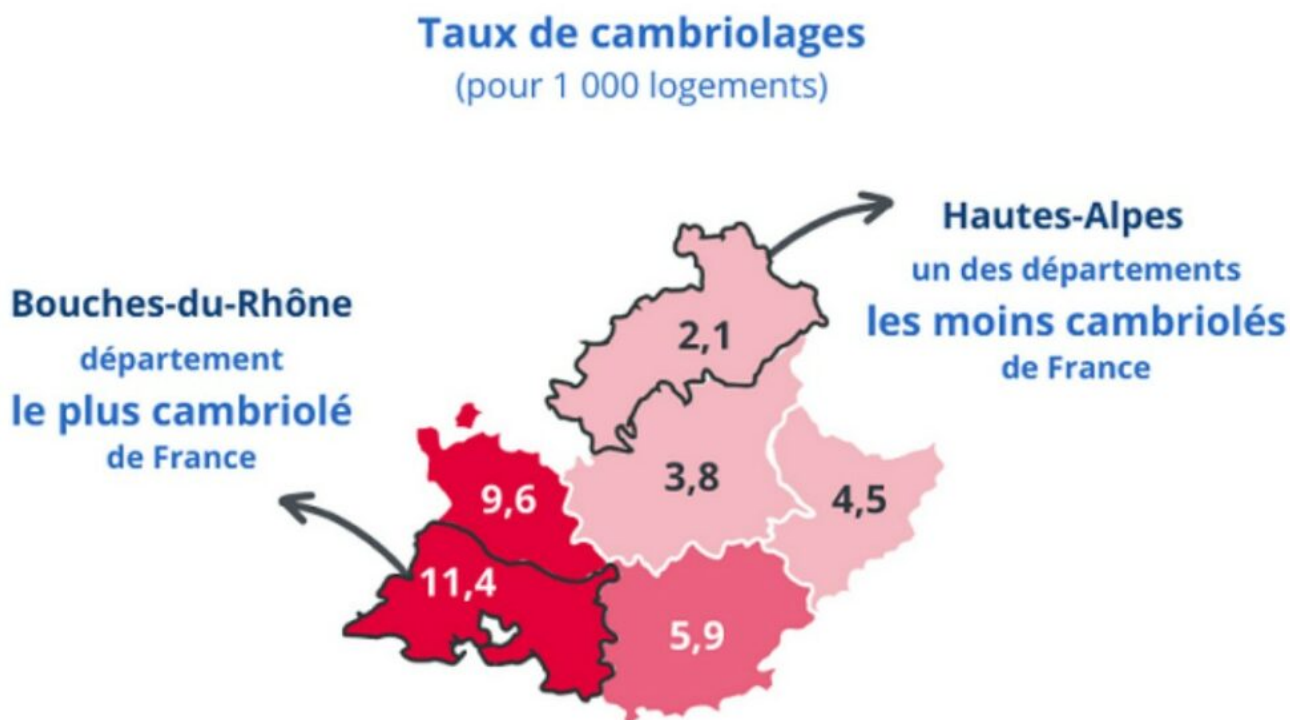 Taux de cambriolages
(pour 1 000 logements)
Hautes-Alpes
un des départements
les moins cambriolés
de France
Bouches-du-Rhône
département
le plus cambriolé
de France
2,1
3,8
4,5
9,6
11,4
5,9